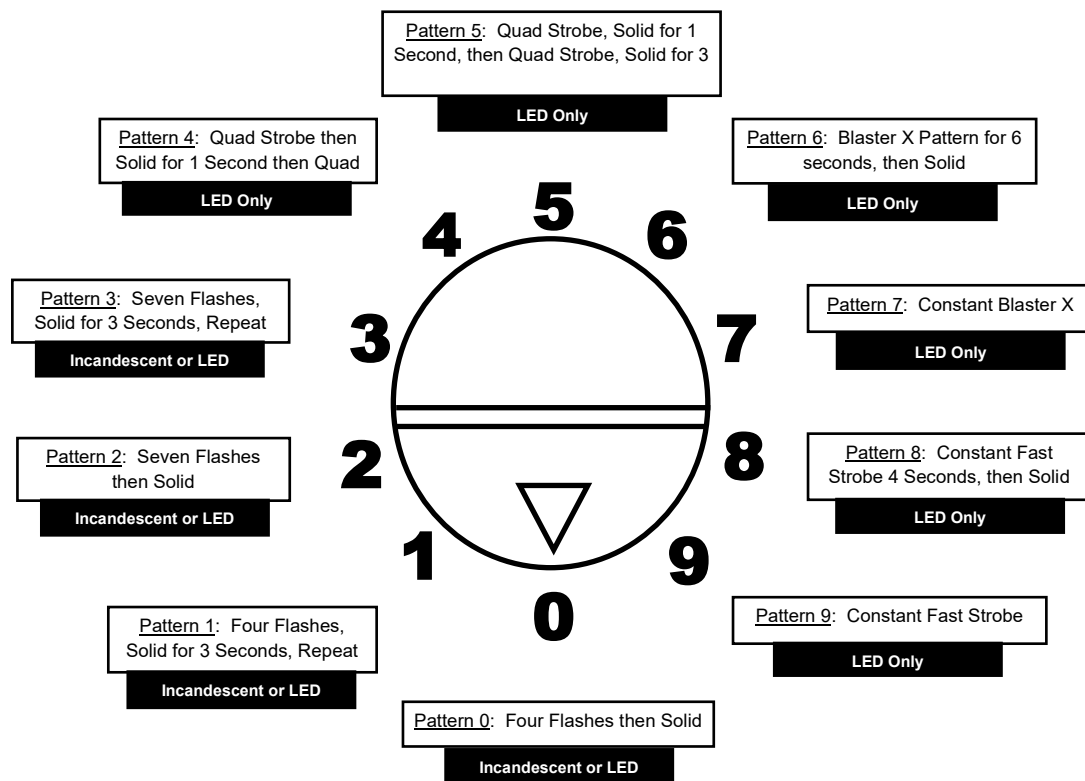 Pattern 5: Quad Strobe, Solid for 1
Second, then Quad Strobe, Solid for 3
LED Only
Pattern 4: Quad Strobe then
Solid for 1 Second then Quad
LED Only
Pattern 6: Blaster X Pattern for 6
seconds, then Solid
LED Only
5
4
6
Pattern 3: Seven Flashes,
Solid for 3 Seconds, Repeat
Incandescent or LED
3
7
Pattern 7: Constant Blaster X
LED Only
Pattern 2: Seven Flashes
then Solid
Incandescent or LED
2
8
Pattern 8: Constant Fast
Strobe 4 Seconds, then Solid
LED Only
1
9
0
Pattern 1: Four Flashes,
Solid for 3 Seconds, Repeat
Incandescent or LED
Pattern 9: Constant Fast Strobe
LED Only
Pattern 0: Four Flashes then Solid
Incandescent or LED